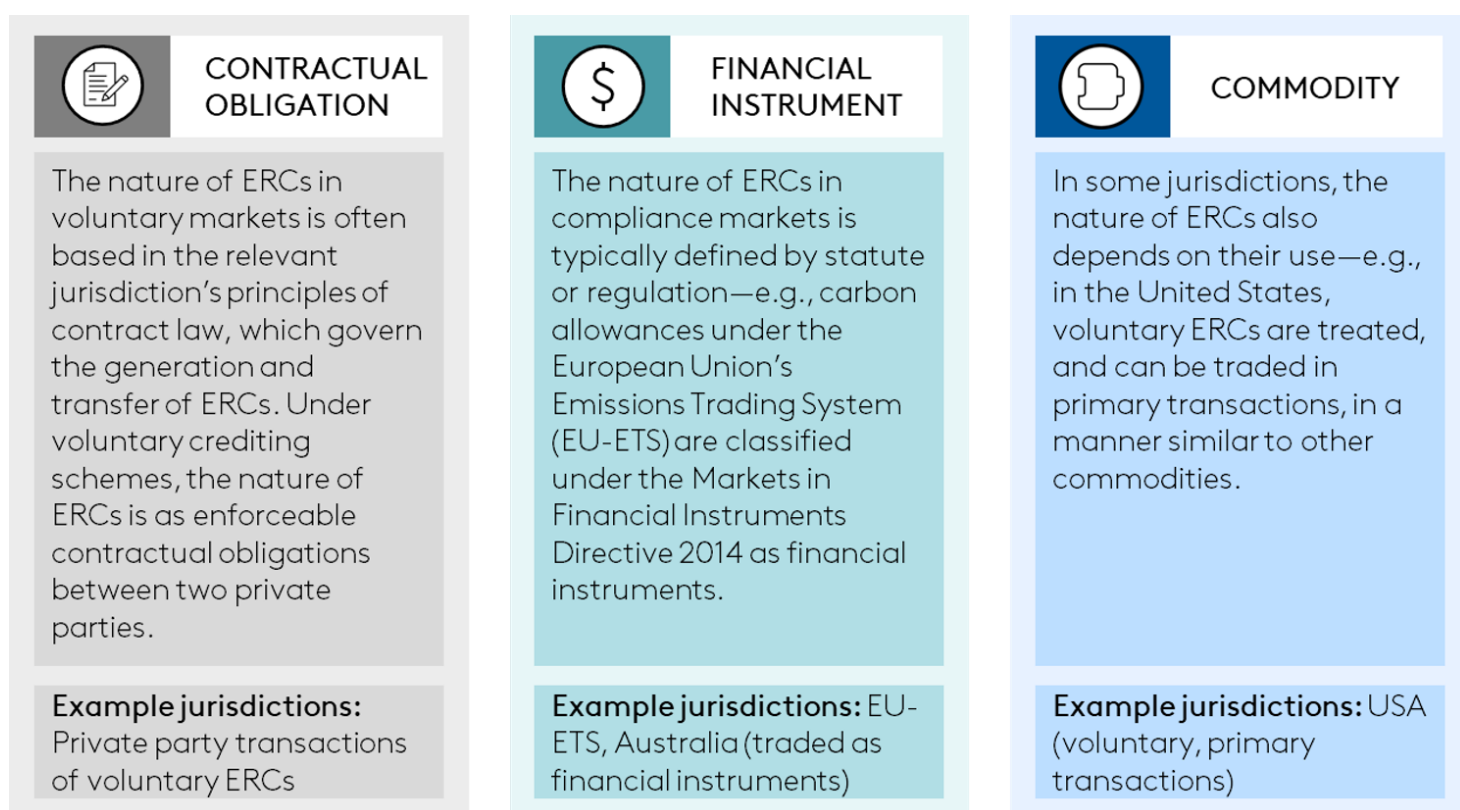 CONTRACTUAL
OBLIGATION
The nature of ERCs in
voluntary markets is often
based in the relevant
jurisdiction's principles of
contract law, which govern
the generation and
transfer of ERCs. Under
voluntary crediting
schemes, the nature of
ERCs is as enforceable
contractual obligations
between two private
parties.
Example jurisdictions:
Private party transactions
of voluntary ERCs
$
FINANCIAL
INSTRUMENT
The nature of ERCs in
compliance markets is
typically defined by statute
or regulation—e.g., carbon
allowances under the
European Union's
Emissions Trading System
(EU-ETS) are classified
under the Markets in
Financial Instruments
Directive 2014 as financial
instruments.
Example jurisdictions: EU-
ETS, Australia (traded as
financial instruments)
COMMODITY
In some jurisdictions, the
nature of ERCs also
depends on their use—e.g.,
in the United States,
voluntary ERCs are treated,
and can be traded in
primary transactions, in a
manner similar to other
commodities.
Example jurisdictions: USA
(voluntary, primary
transactions)